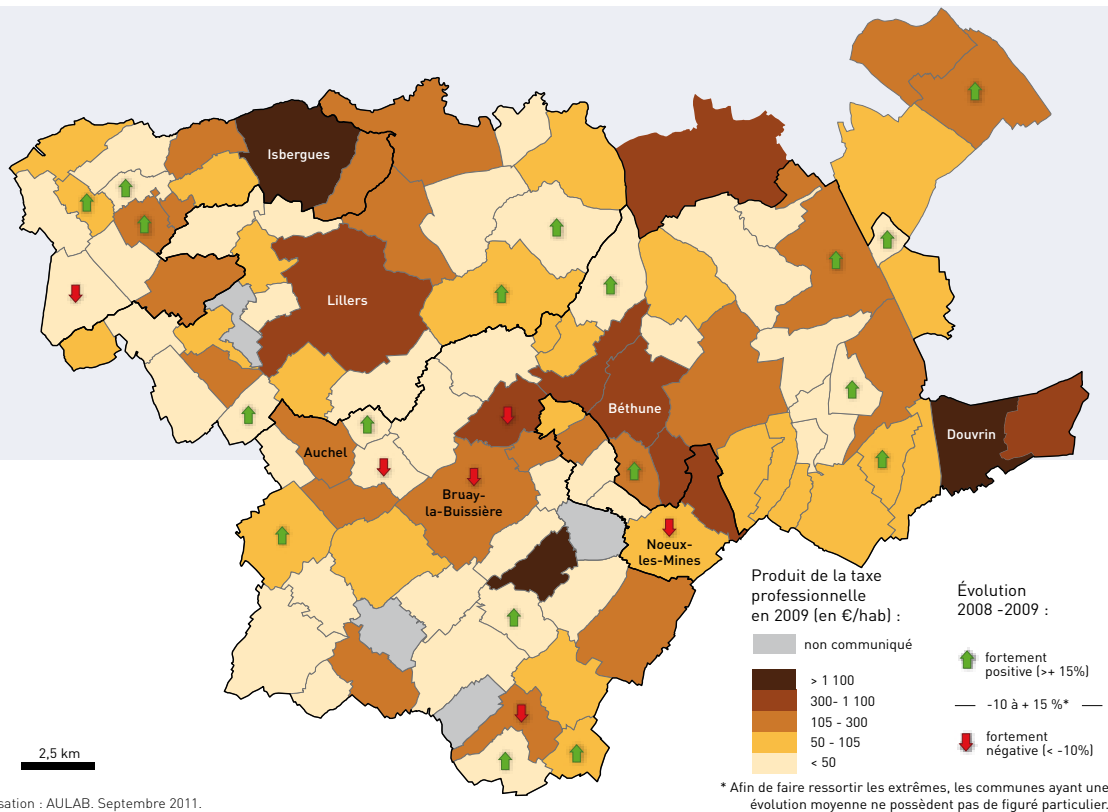 Isbergues
Lillers
Béthune
Douvrin
Auchel
Bruay-
la-Buissière
Noeux-
les-Mines
Produit de la taxe
professionnelle
en 2009 (en €/hab) :
non communiqué
> 1 100
300- 1 100
105 - 300
50 - 105
< 50
Évolution
2008 -2009 :
fortement
positive (>+ 15%)
— -10 à + 15 %* —
fortement
négative (< -10%)
2,5 km
* Afin de faire ressortir les extrêmes, les communes ayant une
évolution moyenne ne possèdent pas de figuré particulier.
: AULAB. Septembre 2011.